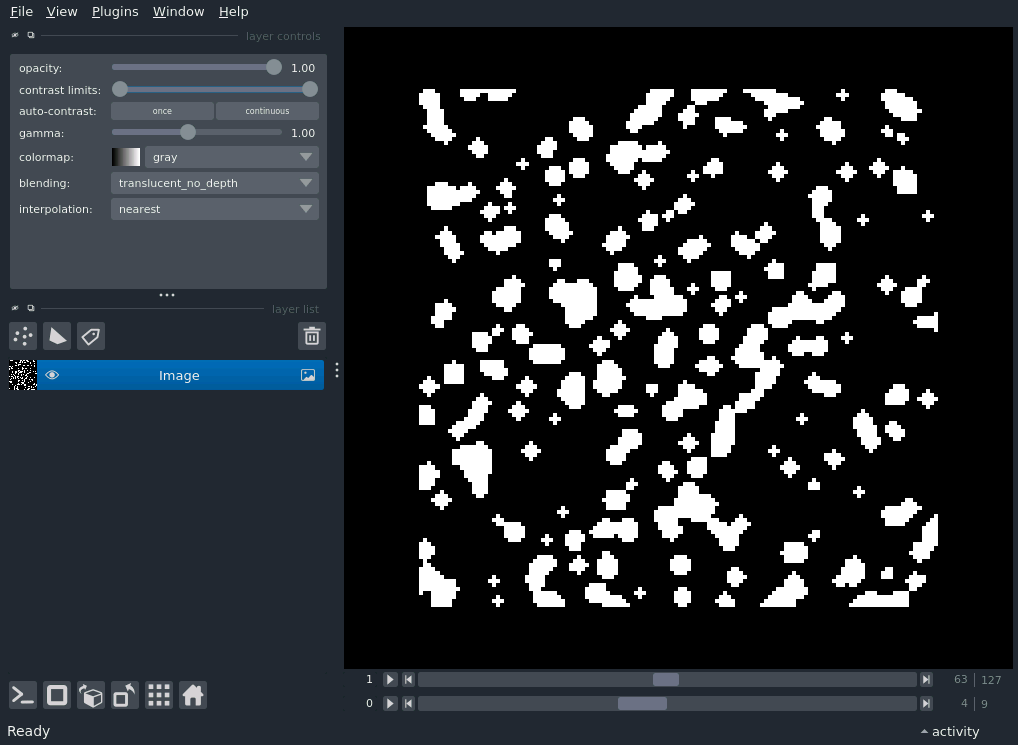 File View Plugins Window Help
layer controls
opacity: 1.00
contrast limits:
auto-contrast: once continuous
gamma: 1.00
colormap: gray
blending: translucent_no_depth
interpolation: nearest
layer list
Image
1 63 127
0 4 9
Ready activity